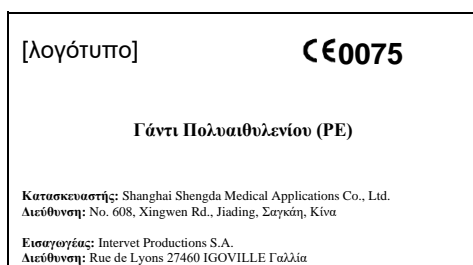 [λογότυπο]
CE0075
Γάντι Πολυαιθυλενίου (PE)
Κατασκευαστής: Shanghai Shengda Medical Applications Co., Ltd.
Διεύθυνση: No. 608, Xingwen Rd., Jiading, Σαγκάη, Κίνα
Εισαγωγέας: Intervet Productions S.A.
Διεύθυνση: Rue de Lyons 27460 IGOVILLE Γαλλία